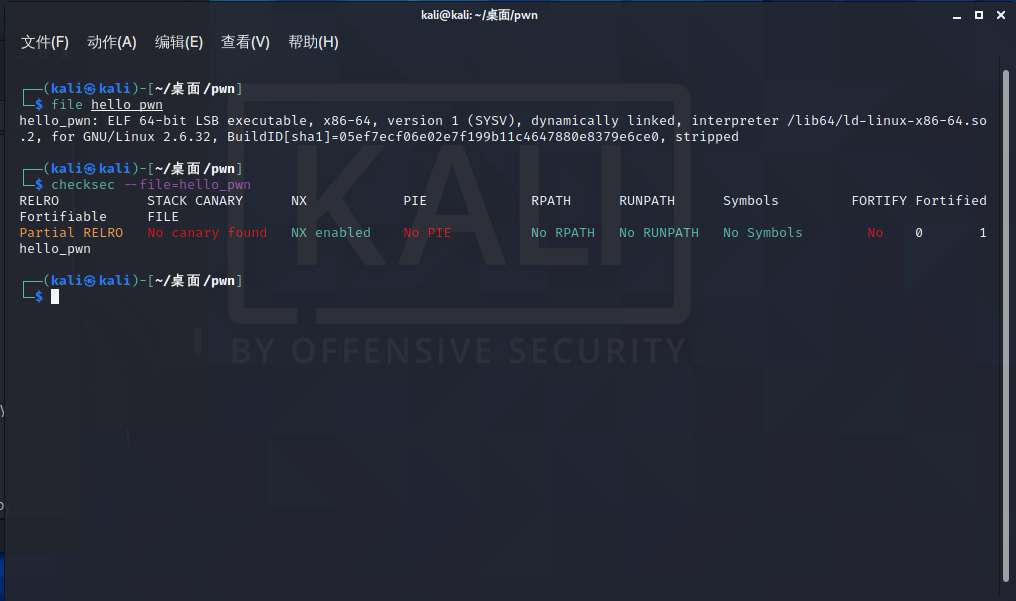 kali@kali: ~/桌面/pwn
文件(F) 动作(A) 编辑(E) 查看(V) 帮助(H)
┌──(kali㉿kali)-[~/桌面/pwn]
└─$ file hello_pwn
hello_pwn: ELF 64-bit LSB executable, x86-64, version 1 (SYSV), dynamically linked, interpreter /lib64/ld-linux-x86-64.so
.2, for GNU/Linux 2.6.32, BuildID[sha1]=05ef7ecf06e02e7f199b11c4647880e8379e6ce0, stripped
┌──(kali㉿kali)-[~/桌面/pwn]
└─$ checksec --file=hello_pwn
RELRO STACK CANARY NX PIE RPATH RUNPATH Symbols FORTIFY Fortified
Fortifiable FILE
Partial RELRO No canary found NX enabled No PIE No RPATH No RUNPATH No Symbols No 0 1
hello_pwn
┌──(kali㉿kali)-[~/桌面/pwn]
└─$
KALI
BY OFFENSIVE SECURITY